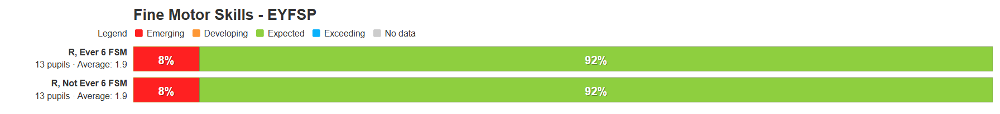 Fine Motor Skills - EYFSP
Legend Emerging Developing Expected Exceeding No data
R, Ever 6 FSM
13 pupils · Average: 1.9
8% 92%
R, Not Ever 6 FSM
13 pupils · Average: 1.9
8% 92%